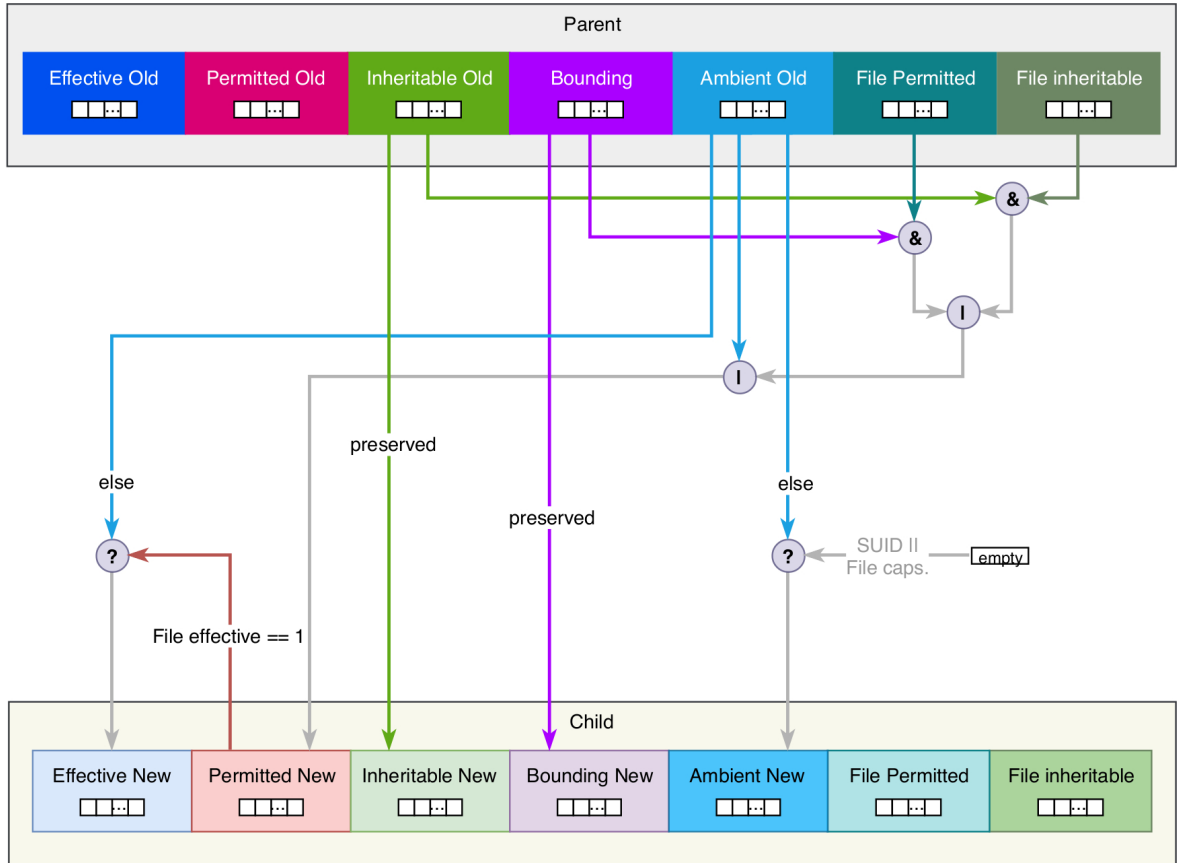 Parent
Effective Old
Permitted Old
Inheritable Old
Bounding
Ambient Old
File Permitted
File inheritable
...
...
...
...
...
...
...
&
&
|
|
preserved
else
else
preserved
?
?
SUID ||
File caps.
empty
File effective == 1
Child
Effective New
Permitted New
Inheritable New
Bounding New
Ambient New
File Permitted
File inheritable
...
...
...
...
...
...
...